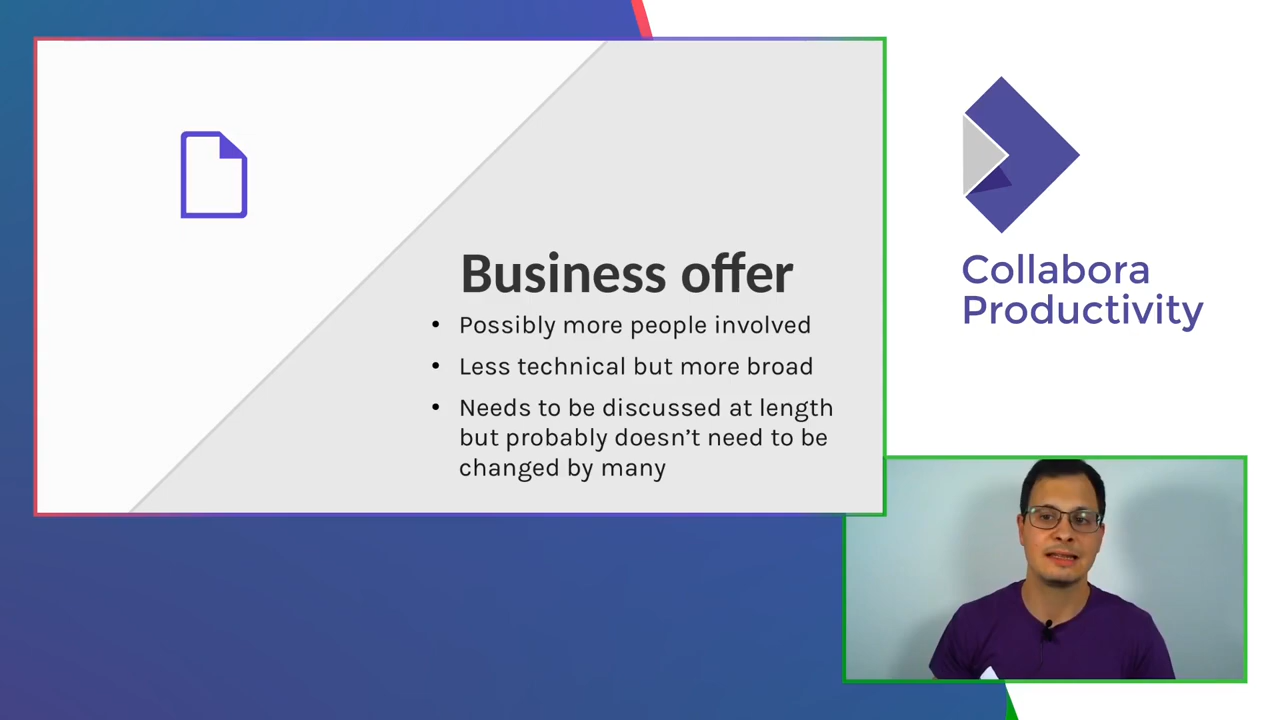 Business offer
• Possibly more people involved
• Less technical but more broad
• Needs to be discussed at length
but probably doesn’t need to be
changed by many
Collabora
Productivity